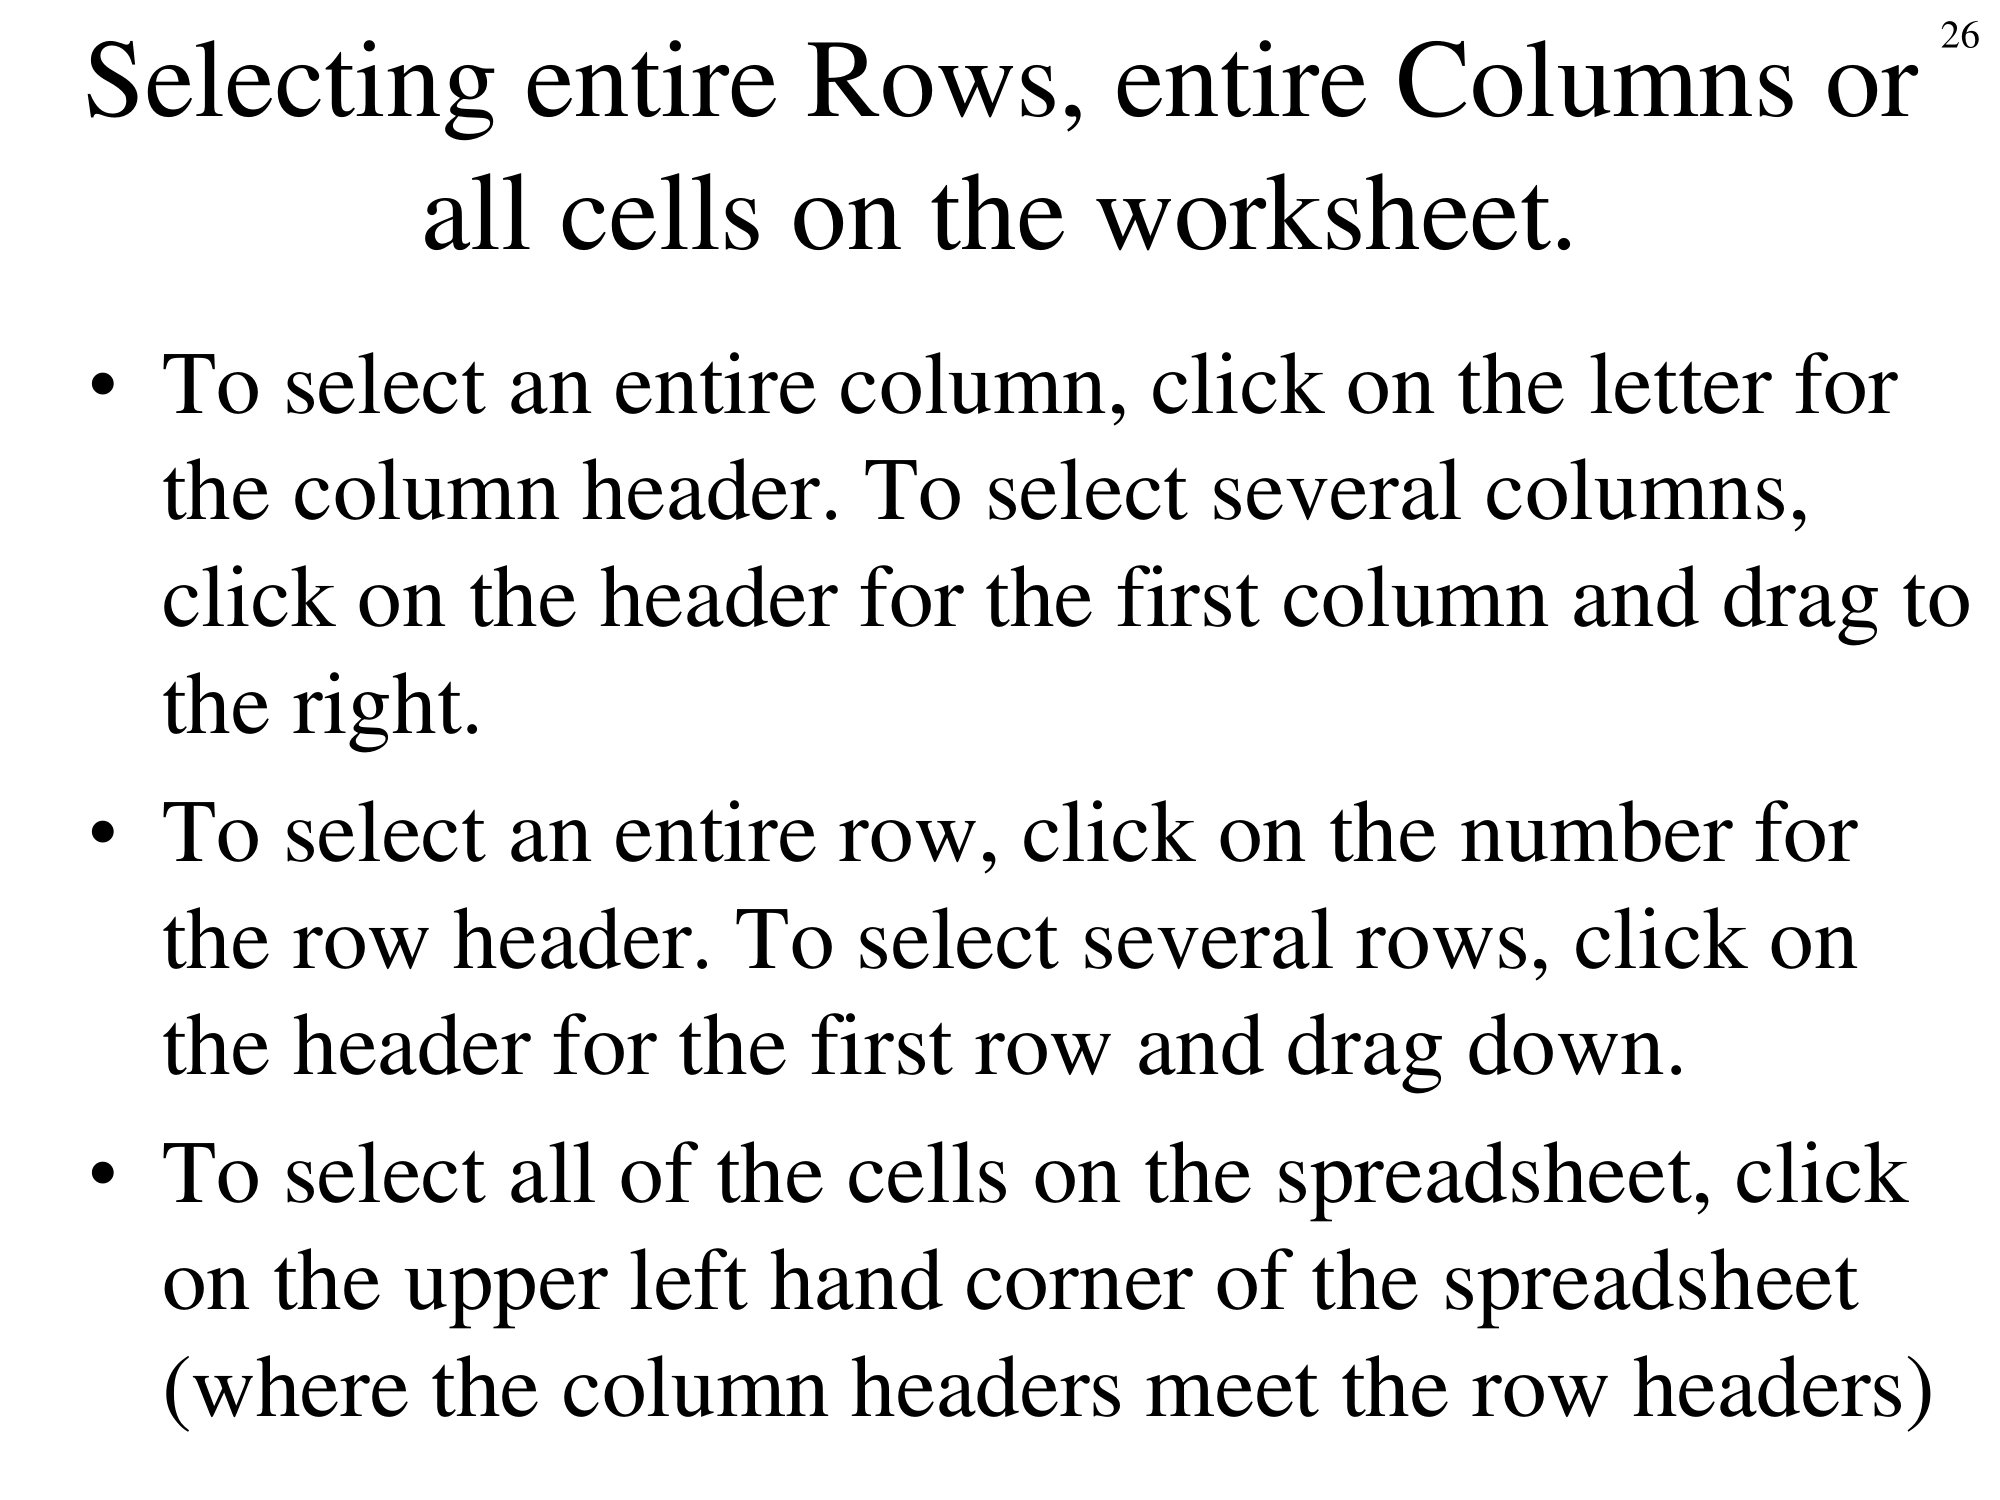 26
Selecting entire Rows, entire Columns or
all cells on the worksheet.
• To select an entire column, click on the letter for
the column header. To select several columns,
click on the header for the first column and drag to
the right.
• To select an entire row, click on the number for
the row header. To select several rows, click on
the header for the first row and drag down.
• To select all of the cells on the spreadsheet, click
on the upper left hand corner of the spreadsheet
(where the column headers meet the row headers)